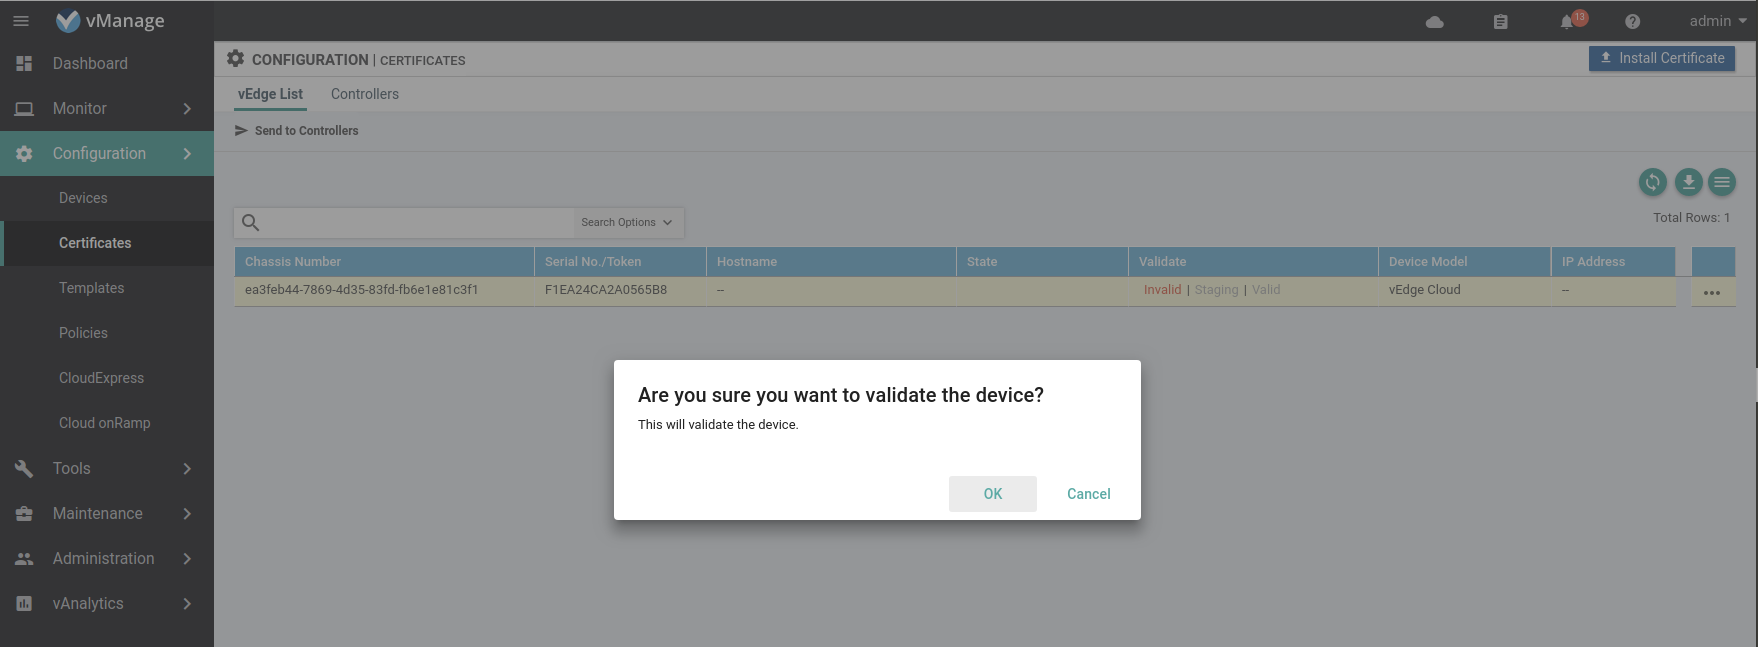 vManage
13
admin
Dashboard
Monitor
Configuration
Devices
Certificates
Templates
Policies
CloudExpress
Cloud onRamp
Tools
Maintenance
Administration
vAnalytics
CONFIGURATION | CERTIFICATES
Install Certificate
vEdge List Controllers
Send to Controllers
Search Options
Total Rows: 1
Chassis Number Serial No./Token Hostname State Validate Device Model IP Address
ea3feb44-7869-4d35-83fd-fb6e1e81c3f1 F1EA24CA2A0565B8 -- Invalid | Staging | Valid vEdge Cloud --
Are you sure you want to validate the device?
This will validate the device.
OK Cancel